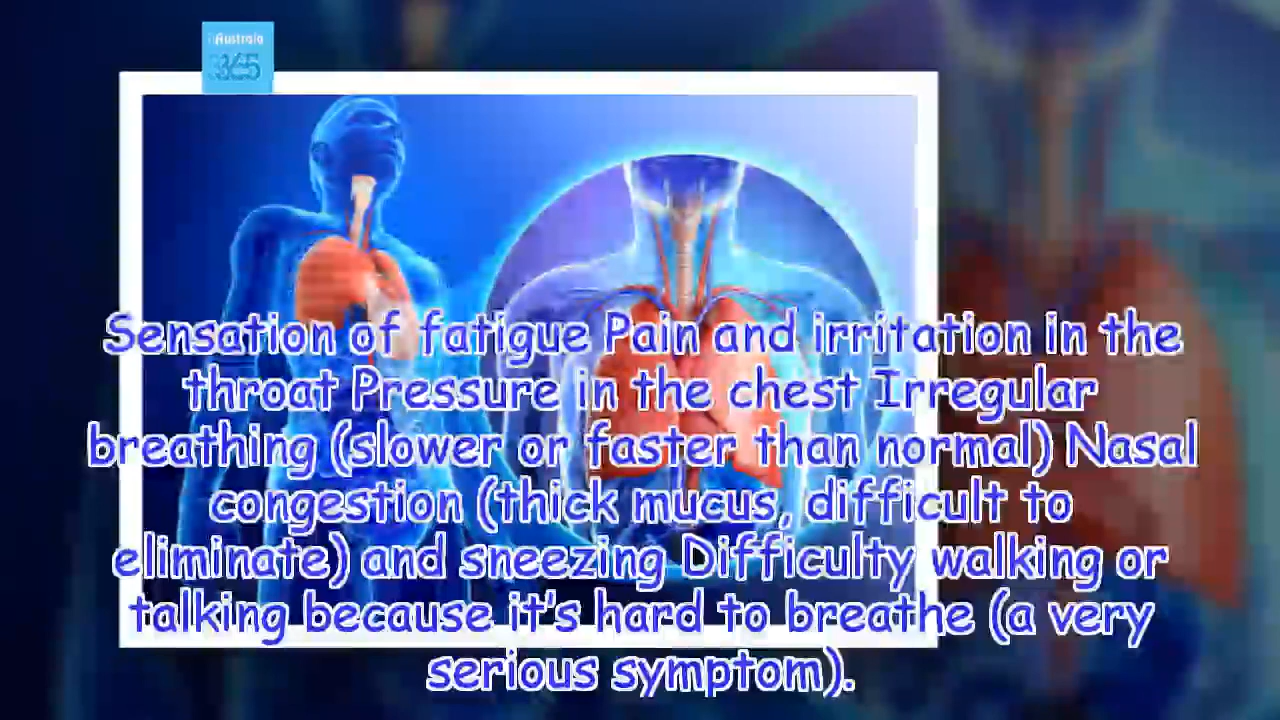 Australia
365
Sensation of fatigue Pain and irritation in the
throat Pressure in the chest Irregular
breathing (slower or faster than normal) Nasal
congestion (thick mucus, difficult to
eliminate) and sneezing Difficulty walking or
talking because it's hard to breathe (a very
serious symptom).